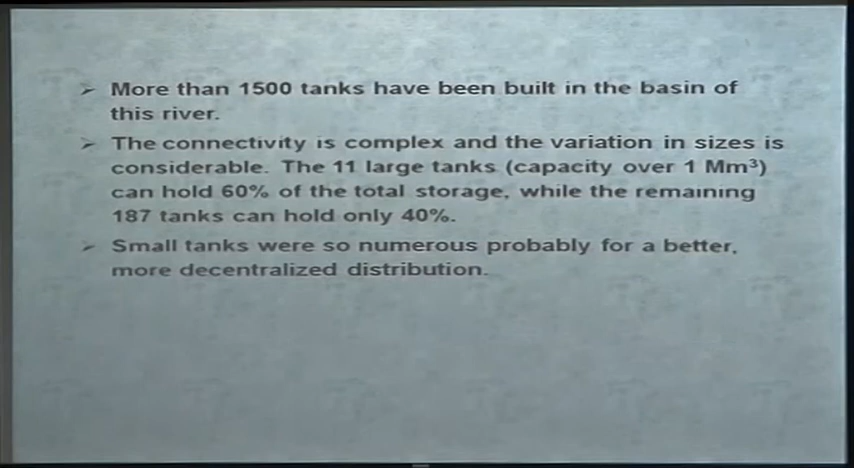 ➢ More than 1500 tanks have been built in the basin of
this river.
➢ The connectivity is complex and the variation in sizes is
considerable. The 11 large tanks (capacity over 1 Mm³)
can hold 60% of the total storage, while the remaining
187 tanks can hold only 40%.
➢ Small tanks were so numerous probably for a better,
more decentralized distribution.